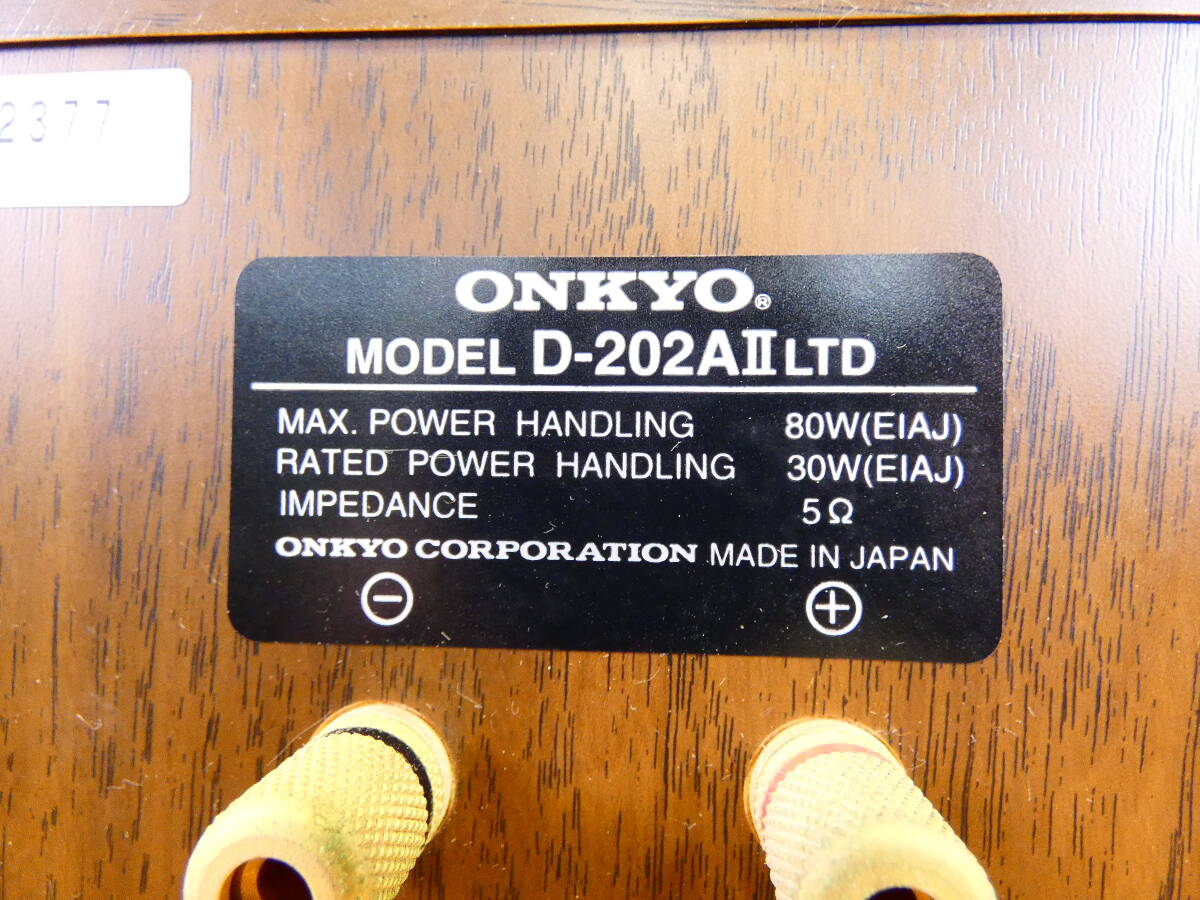 2377
ONKYO®
MODEL D-202AⅡ LTD
MAX. POWER HANDLING 80W(EIAJ)
RATED POWER HANDLING 30W(EIAJ)
IMPEDANCE 5Ω
ONKYO CORPORATION MADE IN JAPAN
⊖ ⊕